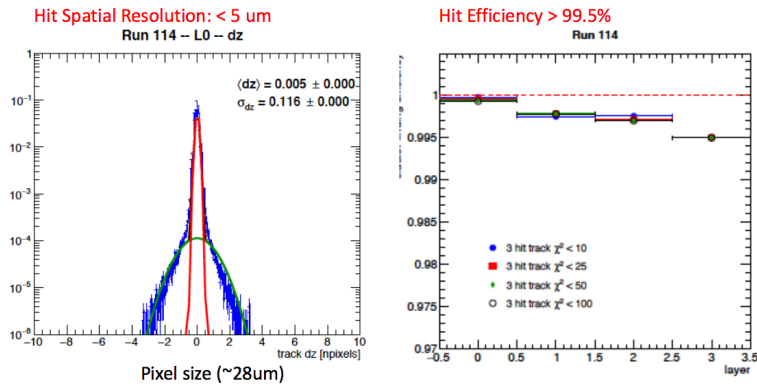 Hit Spatial Resolution: < 5 um
Run 114 -- L0 -- dz
⟨dz⟩ = 0.005 ± 0.000
σdz = 0.116 ± 0.000
1
10⁻¹
10⁻²
10⁻³
10⁻⁴
10⁻⁵
10⁻⁶
−10 −8 −6 −4 −2 0 2 4 6 8 10
track dz [npixels]
Pixel size (~28um)
Hit Efficiency > 99.5%
Run 114
1
0.995
0.99
0.985
0.98
0.975
0.97
3 hit track χ² < 10
3 hit track χ² < 25
3 hit track χ² < 50
3 hit track χ² < 100
−0.5 0 0.5 1 1.5 2 2.5 3 3.5
layer